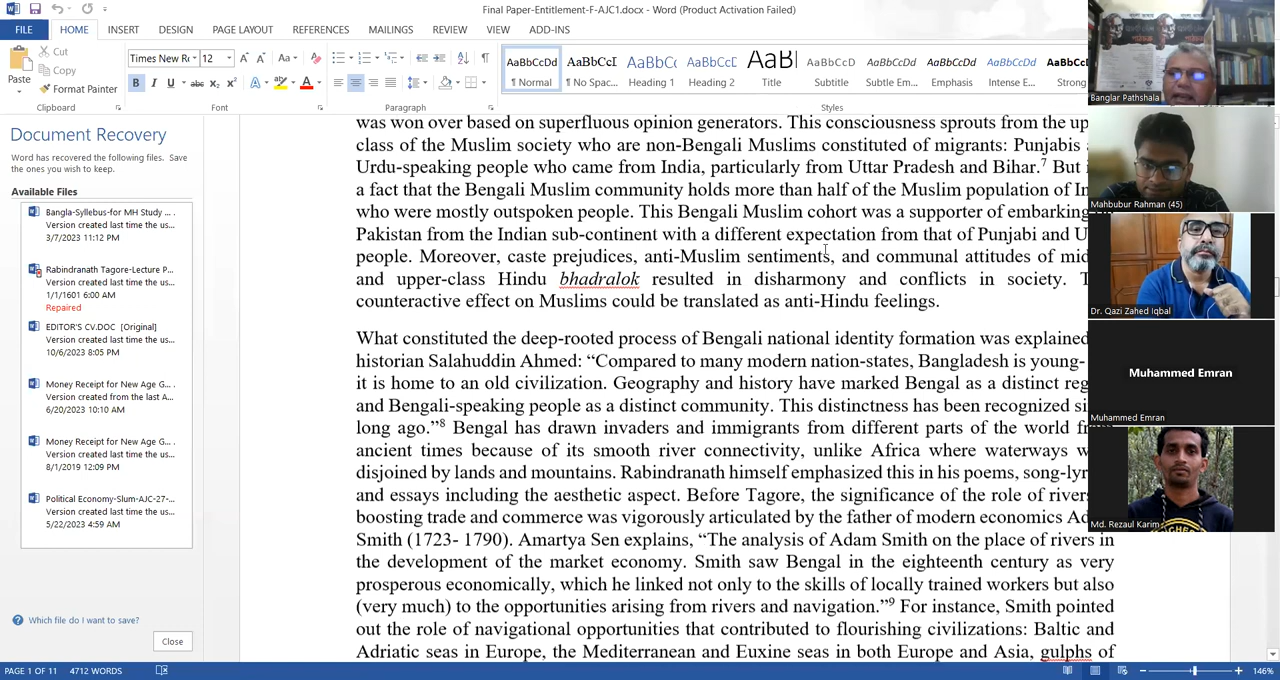 Final Paper-Entitlement-F-AJC1.docx - Word (Product Activation Failed)
FILE HOME INSERT DESIGN PAGE LAYOUT REFERENCES MAILINGS REVIEW VIEW ADD-INS
Cut
Copy
Format Painter
Paste
Times New R 12
AaBbCcDd AaBbCcI AaBbC( AaBbCcI AaBl AaBbCcD AaBbCcDd AaBbCcDd AaBbCcDd AaBbCc
¶ Normal ¶ No Spac... Heading 1 Heading 2 Title Subtitle Subtle Em... Emphasis Intense E... Strong
Clipboard Font Paragraph Styles
Document Recovery
Word has recovered the following files. Save
the ones you wish to keep.
Available Files
Bangla-Syllebus-for MH Study ...
Version created last time the us...
3/7/2023 11:12 PM
Rabindranath Tagore-Lecture P...
Version created last time the us...
1/1/1601 6:00 AM
Repaired
EDITOR'S CV.DOC [Original]
Version created last time the us...
10/6/2023 8:05 PM
Money Receipt for New Age G...
Version created from the last A...
6/20/2023 10:10 AM
Money Receipt for New Age G...
Version created last time the us...
8/1/2019 12:09 PM
Political Economy-Slum-AJC-27-...
Version created last time the us...
5/22/2023 4:59 AM
Which file do I want to save?
Close
was won over based on superfluous opinion generators. This consciousness sprouts from the up
class of the Muslim society who are non-Bengali Muslims constituted of migrants: Punjabis
Urdu-speaking people who came from India, particularly from Uttar Pradesh and Bihar.7 But i
a fact that the Bengali Muslim community holds more than half of the Muslim population of In
who were mostly outspoken people. This Bengali Muslim cohort was a supporter of embarking
Pakistan from the Indian sub-continent with a different expectation from that of Punjabi and U
people. Moreover, caste prejudices, anti-Muslim sentiments, and communal attitudes of mid
and upper-class Hindu bhadralok resulted in disharmony and conflicts in society. T
counteractive effect on Muslims could be translated as anti-Hindu feelings.
What constituted the deep-rooted process of Bengali national identity formation was explained
historian Salahuddin Ahmed: “Compared to many modern nation-states, Bangladesh is young-
it is home to an old civilization. Geography and history have marked Bengal as a distinct reg
and Bengali-speaking people as a distinct community. This distinctness has been recognized si
long ago.”8 Bengal has drawn invaders and immigrants from different parts of the world from
ancient times because of its smooth river connectivity, unlike Africa where waterways w
disjoined by lands and mountains. Rabindranath himself emphasized this in his poems, song-lyr
and essays including the aesthetic aspect. Before Tagore, the significance of the role of rivers
boosting trade and commerce was vigorously articulated by the father of modern economics Ad
Smith (1723- 1790). Amartya Sen explains, “The analysis of Adam Smith on the place of rivers in
the development of the market economy. Smith saw Bengal in the eighteenth century as very
prosperous economically, which he linked not only to the skills of locally trained workers but also
(very much) to the opportunities arising from rivers and navigation.”9 For instance, Smith pointed
out the role of navigational opportunities that contributed to flourishing civilizations: Baltic and
Adriatic seas in Europe, the Mediterranean and Euxine seas in both Europe and Asia, gulphs of
Banglar Pathshala
Mahbubur Rahman (45)
Dr. Qazi Zahed Iqbal
Muhammed Emran
Muhammed Emran
Md. Rezaul Karim
PAGE 1 OF 11 4712 WORDS
146%